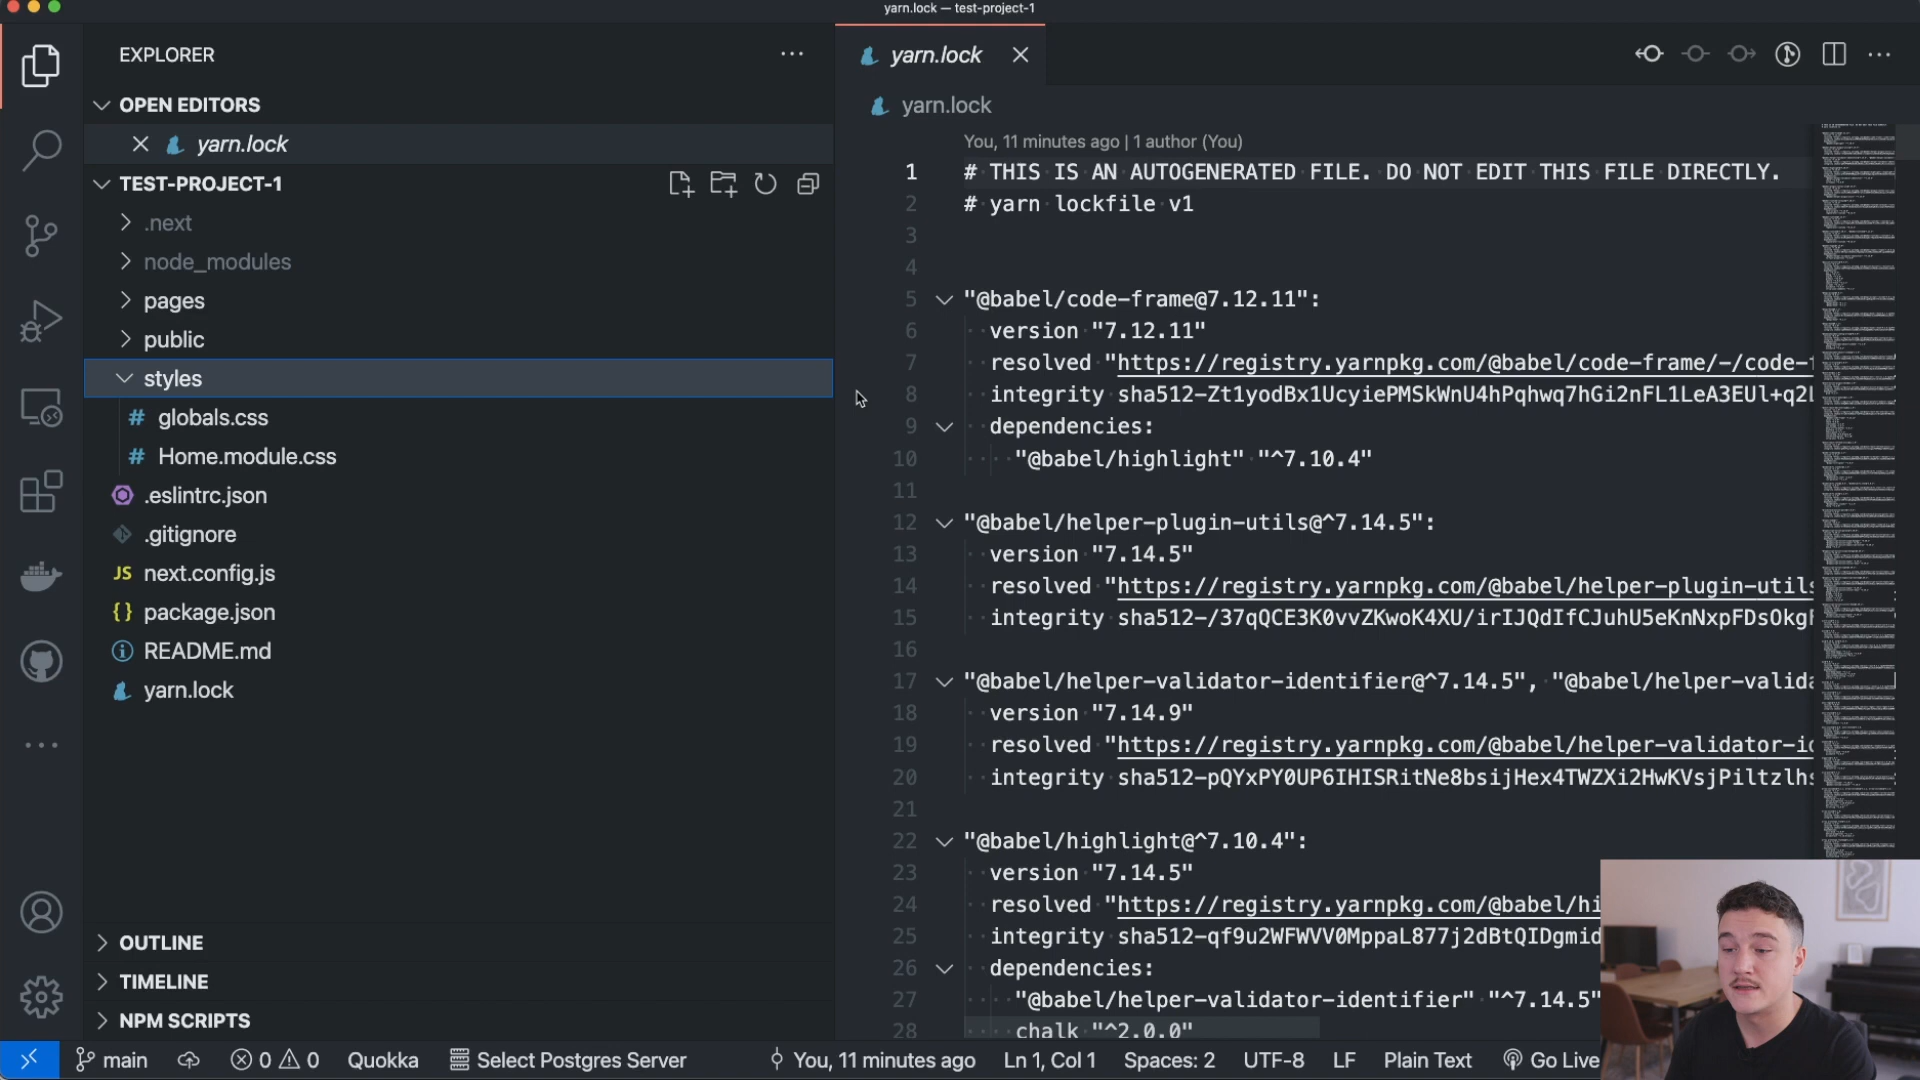 yarn.lock — test-project-1
EXPLORER
OPEN EDITORS
yarn.lock
TEST-PROJECT-1
.next
node_modules
pages
public
styles
# globals.css
# Home.module.css
.eslintrc.json
.gitignore
JS next.config.js
{} package.json
README.md
yarn.lock
OUTLINE
TIMELINE
NPM SCRIPTS
yarn.lock
yarn.lock
You, 11 minutes ago | 1 author (You)
1 # THIS IS AN AUTOGENERATED FILE. DO NOT EDIT THIS FILE DIRECTLY.
2 # yarn lockfile v1
3
4
5 "@babel/code-frame@7.12.11":
6 version "7.12.11"
7 resolved "https://registry.yarnpkg.com/@babel/code-frame/-/code-f
8 integrity sha512-Zt1yodBx1UcyiePMSkWnU4hPqhwq7hGi2nFL1LeA3EUl+q2L
9 dependencies:
10 "@babel/highlight" "^7.10.4"
11
12 "@babel/helper-plugin-utils@^7.14.5":
13 version "7.14.5"
14 resolved "https://registry.yarnpkg.com/@babel/helper-plugin-utils
15 integrity sha512-/37qQCE3K0vvZKwoK4XU/irIJQdIfCJuhU5eKnNxpFDsOkgF
16
17 "@babel/helper-validator-identifier@^7.14.5", "@babel/helper-valida
18 version "7.14.9"
19 resolved "https://registry.yarnpkg.com/@babel/helper-validator-id
20 integrity sha512-pQYxPY0UP6IHISRitNe8bsijHex4TWZXi2HwKVsjPiltzlhs
21
22 "@babel/highlight@^7.10.4":
23 version "7.14.5"
24 resolved "https://registry.yarnpkg.com/@babel/hi
25 integrity sha512-qf9u2WFWVV0MppaL877j2dBtQIDgmid
26 dependencies:
27 "@babel/helper-validator-identifier" "^7.14.5"
28 chalk "^2.0.0"
main 0 0 Quokka Select Postgres Server You, 11 minutes ago Ln 1, Col 1 Spaces: 2 UTF-8 LF Plain Text Go Live